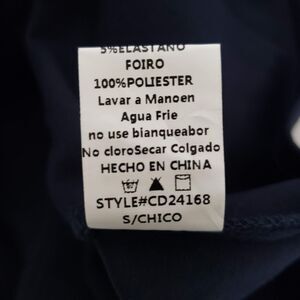 5%ELASTANO
FOIRO
100%POLIESTER
Lavar a Manoen
Agua Frie
no use bianqueabor
No cloroSecar Colgado
HECHO EN CHINA
STYLE#CD24168
S/CHICO